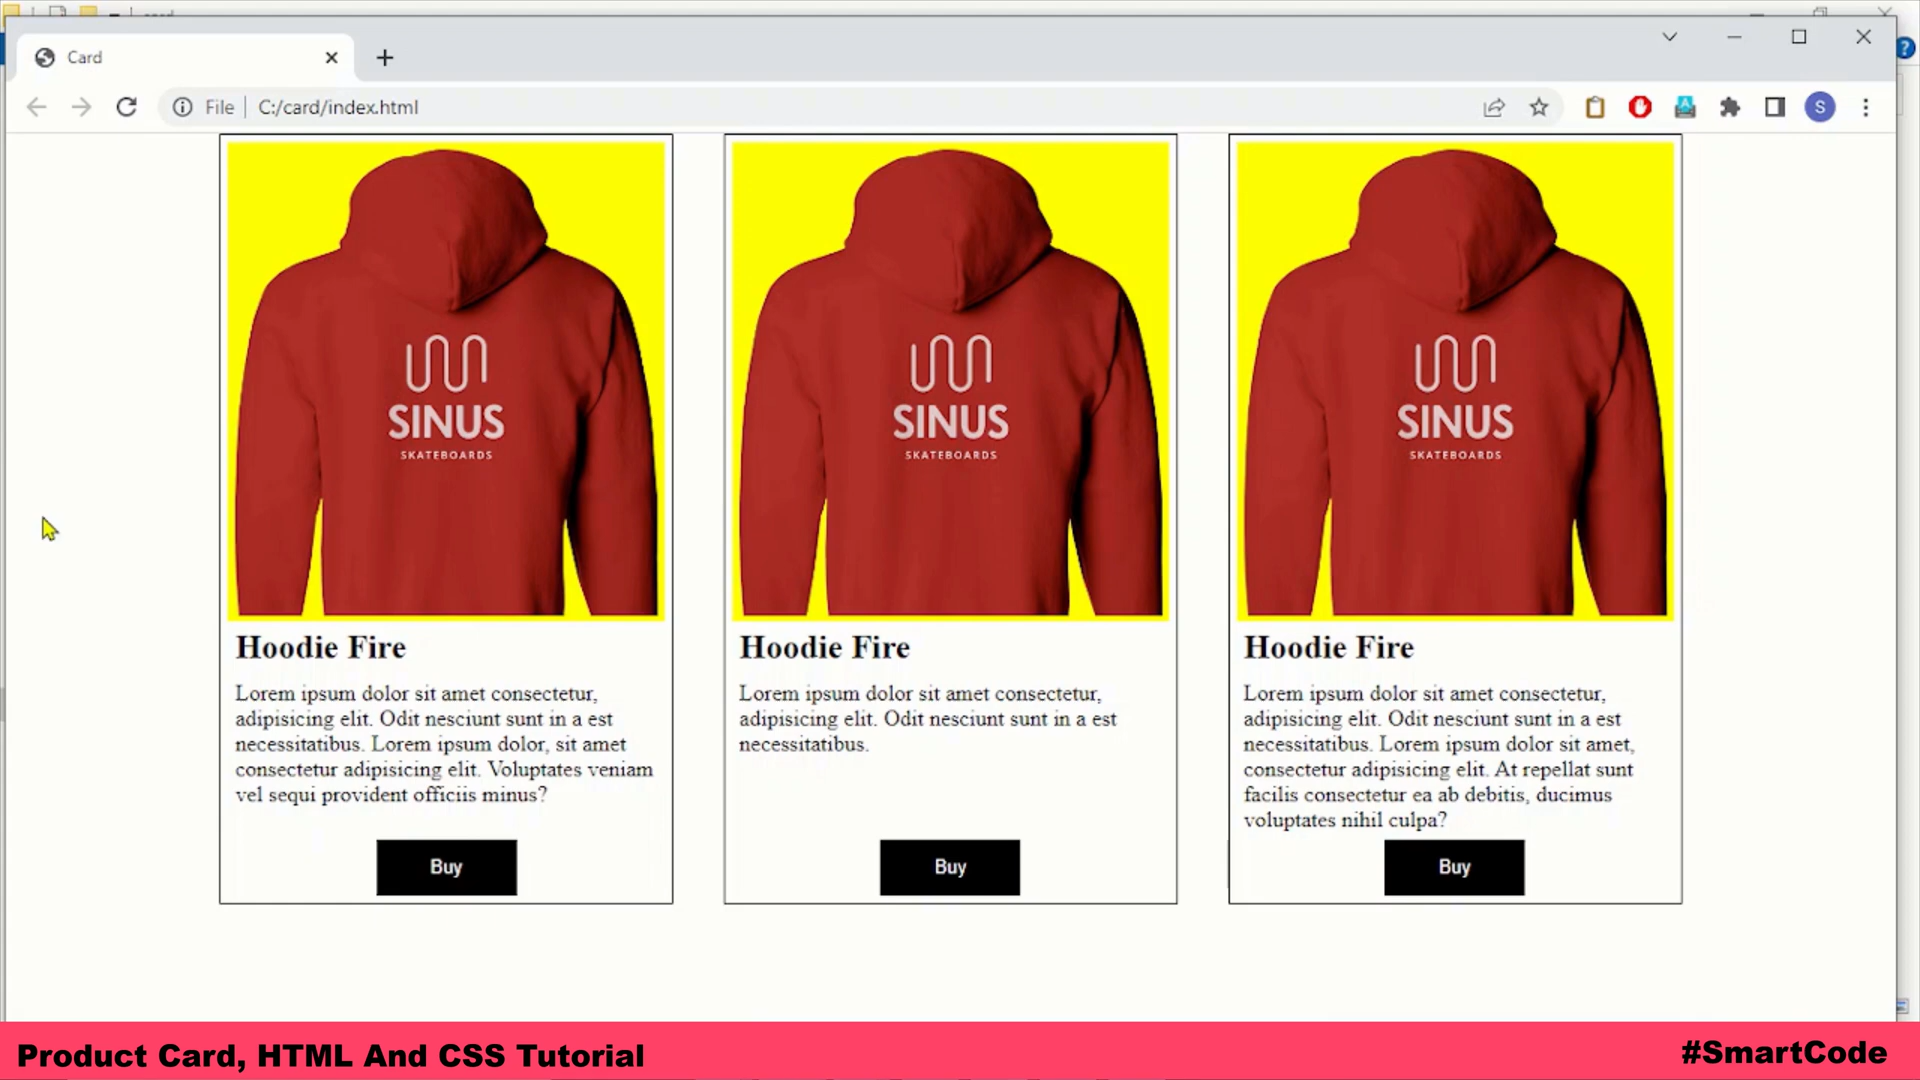 Card
File
C:/card/index.html
S
?
SINUS
SKATEBOARDS
Hoodie Fire
Lorem ipsum dolor sit amet consectetur,
adipisicing elit. Odit nesciunt sunt in a est
necessitatibus. Lorem ipsum dolor, sit amet
consectetur adipisicing elit. Voluptates veniam
vel sequi provident officiis minus?
Buy
SINUS
SKATEBOARDS
Hoodie Fire
Lorem ipsum dolor sit amet consectetur,
adipisicing elit. Odit nesciunt sunt in a est
necessitatibus.
Buy
SINUS
SKATEBOARDS
Hoodie Fire
Lorem ipsum dolor sit amet consectetur,
adipisicing elit. Odit nesciunt sunt in a est
necessitatibus. Lorem ipsum dolor sit amet,
consectetur adipisicing elit. At repellat sunt
facilis consectetur ea ab debitis, ducimus
voluptates nihil culpa?
Buy
Product Card, HTML And CSS Tutorial
#SmartCode